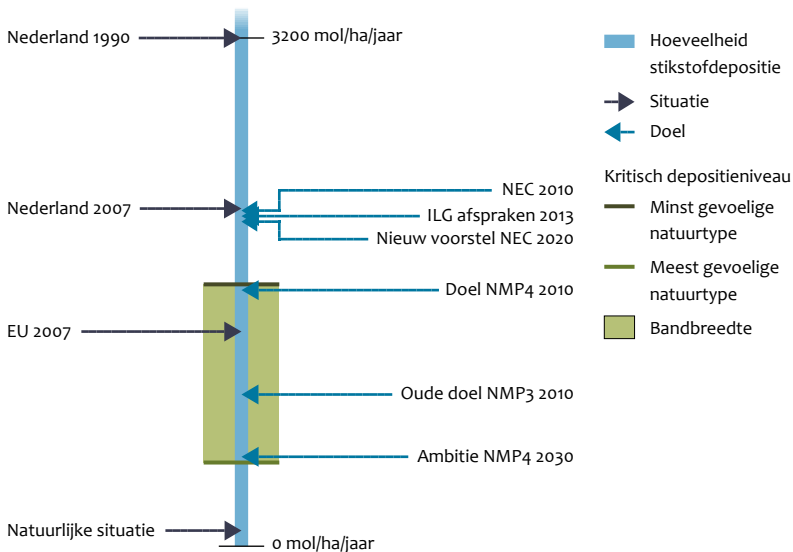 Nederland 1990
3200 mol/ha/jaar
Nederland 2007
NEC 2010
ILG afspraken 2013
Nieuw voorstel NEC 2020
Doel NMP4 2010
EU 2007
Oude doel NMP3 2010
Ambitie NMP4 2030
Natuurlijke situatie
0 mol/ha/jaar
Hoeveelheid
stikstofdepositie
Situatie
Doel
Kritisch depositieniveau
Minst gevoelige
natuurtype
Meest gevoelige
natuurtype
Bandbreedte